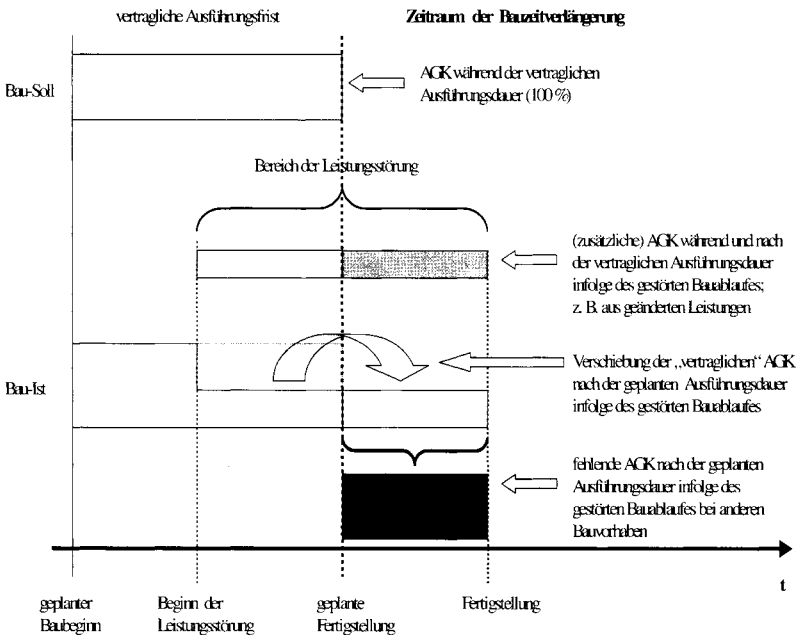 vertragliche Ausführungsfrist
Zeitraum der Bauzeitverlängerung
Bau-Soll
AGK während der vertraglichen
Ausführungsdauer (100 %)
Bereich der Leistungsstörung
(zusätzliche) AGK während und nach
der vertraglichen Ausführungsdauer
infolge des gestörten Bauablaufes;
z. B. aus geänderten Leistungen
Verschiebung der „vertraglichen“ AGK
nach der geplanten Ausführungsdauer
infolge des gestörten Bauablaufes
Bau-Ist
fehlende AGK nach der geplanten
Ausführungsdauer infolge des
gestörten Bauablaufes bei anderen
Bauvorhaben
t
geplanter
Baubeginn
Beginn der
Leistungsstörung
geplante
Fertigstellung
Fertigstellung